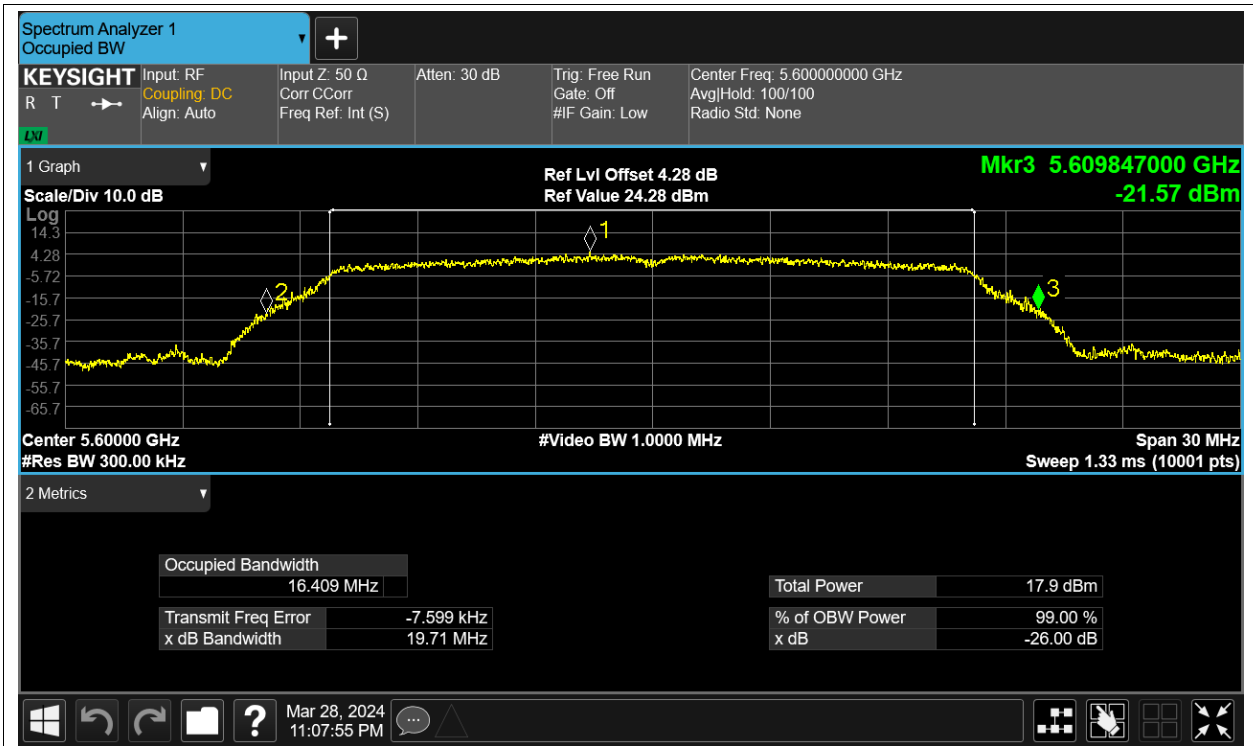 Spectrum Analyzer 1
Occupied BW
KEYSIGHT
R T
LXI
Input: RF
Coupling: DC
Align: Auto
Input Z: 50 Ω
Corr CCorr
Freq Ref: Int (S)
Atten: 30 dB
Trig: Free Run
Gate: Off
#IF Gain: Low
Center Freq: 5.600000000 GHz
Avg|Hold: 100/100
Radio Std: None
1 Graph
Scale/Div 10.0 dB
Ref Lvl Offset 4.28 dB
Ref Value 24.28 dBm
Mkr3 5.609847000 GHz
-21.57 dBm
Log
14.3
4.28
-5.72
-15.7
-25.7
-35.7
-45.7
-55.7
-65.7
1
2
3
Center 5.60000 GHz
#Res BW 300.00 kHz
#Video BW 1.0000 MHz
Span 30 MHz
Sweep 1.33 ms (10001 pts)
2 Metrics
Occupied Bandwidth
16.409 MHz
Transmit Freq Error -7.599 kHz
x dB Bandwidth 19.71 MHz
Total Power 17.9 dBm
% of OBW Power 99.00 %
x dB -26.00 dB
?
Mar 28, 2024
11:07:55 PM